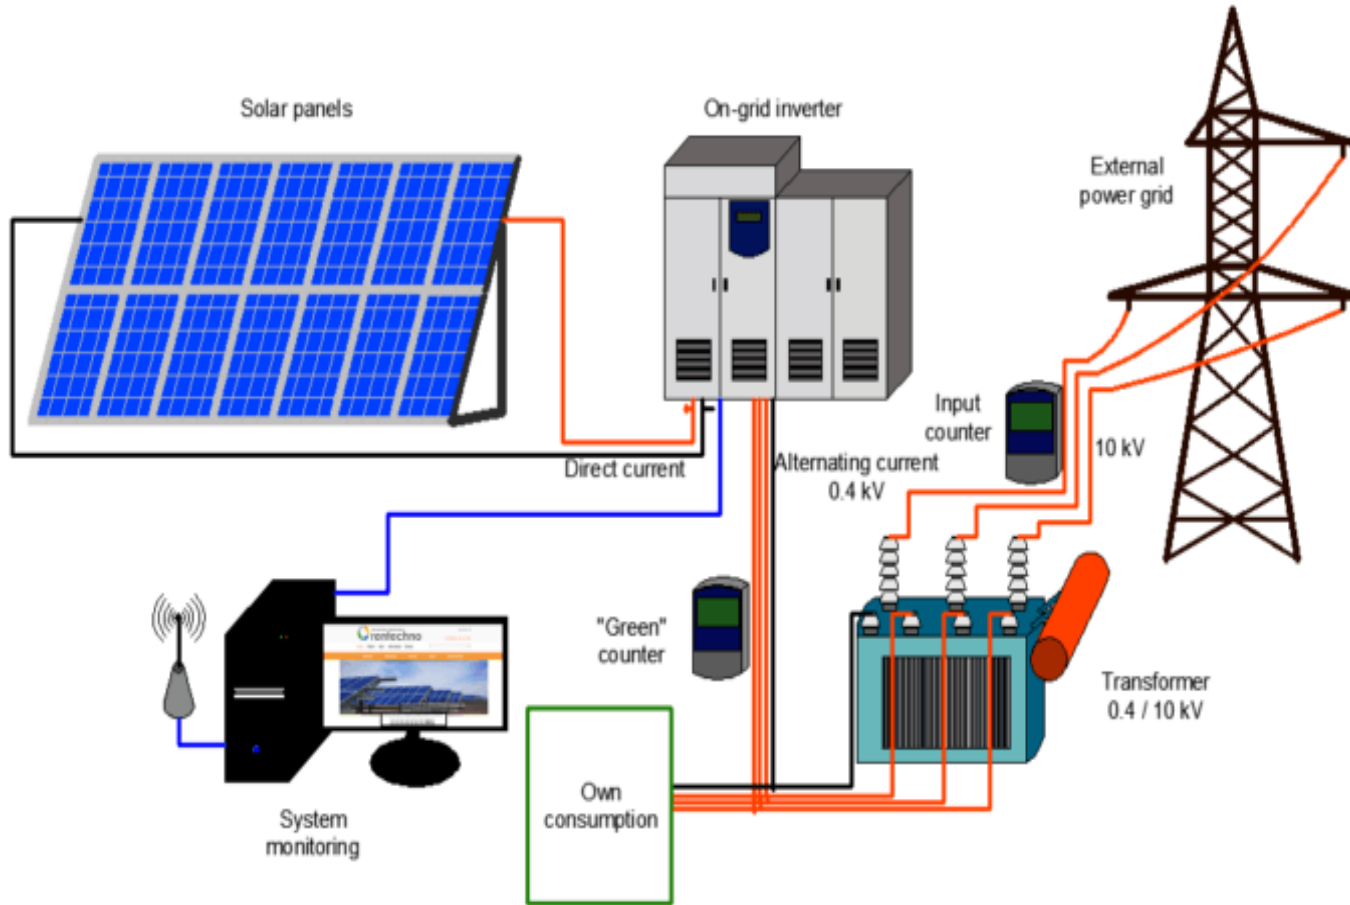 Solar panels
On-grid inverter
External
power grid
Input
counter
10 kV
Direct current
Alternating current
0.4 kV
"Green"
counter
rentechno
Transformer
0.4 / 10 kV
Own
consumption
System
monitoring